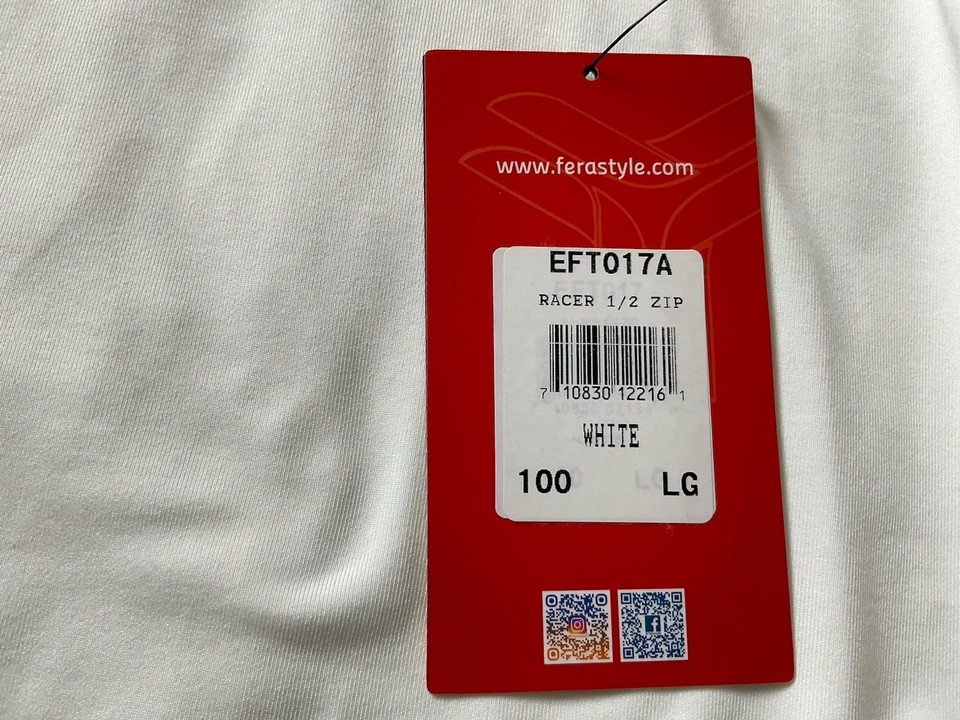 www.ferastyle.com
EFT017A
RACER 1/2 ZIP
7 10830 12216 1
WHITE
100 LG